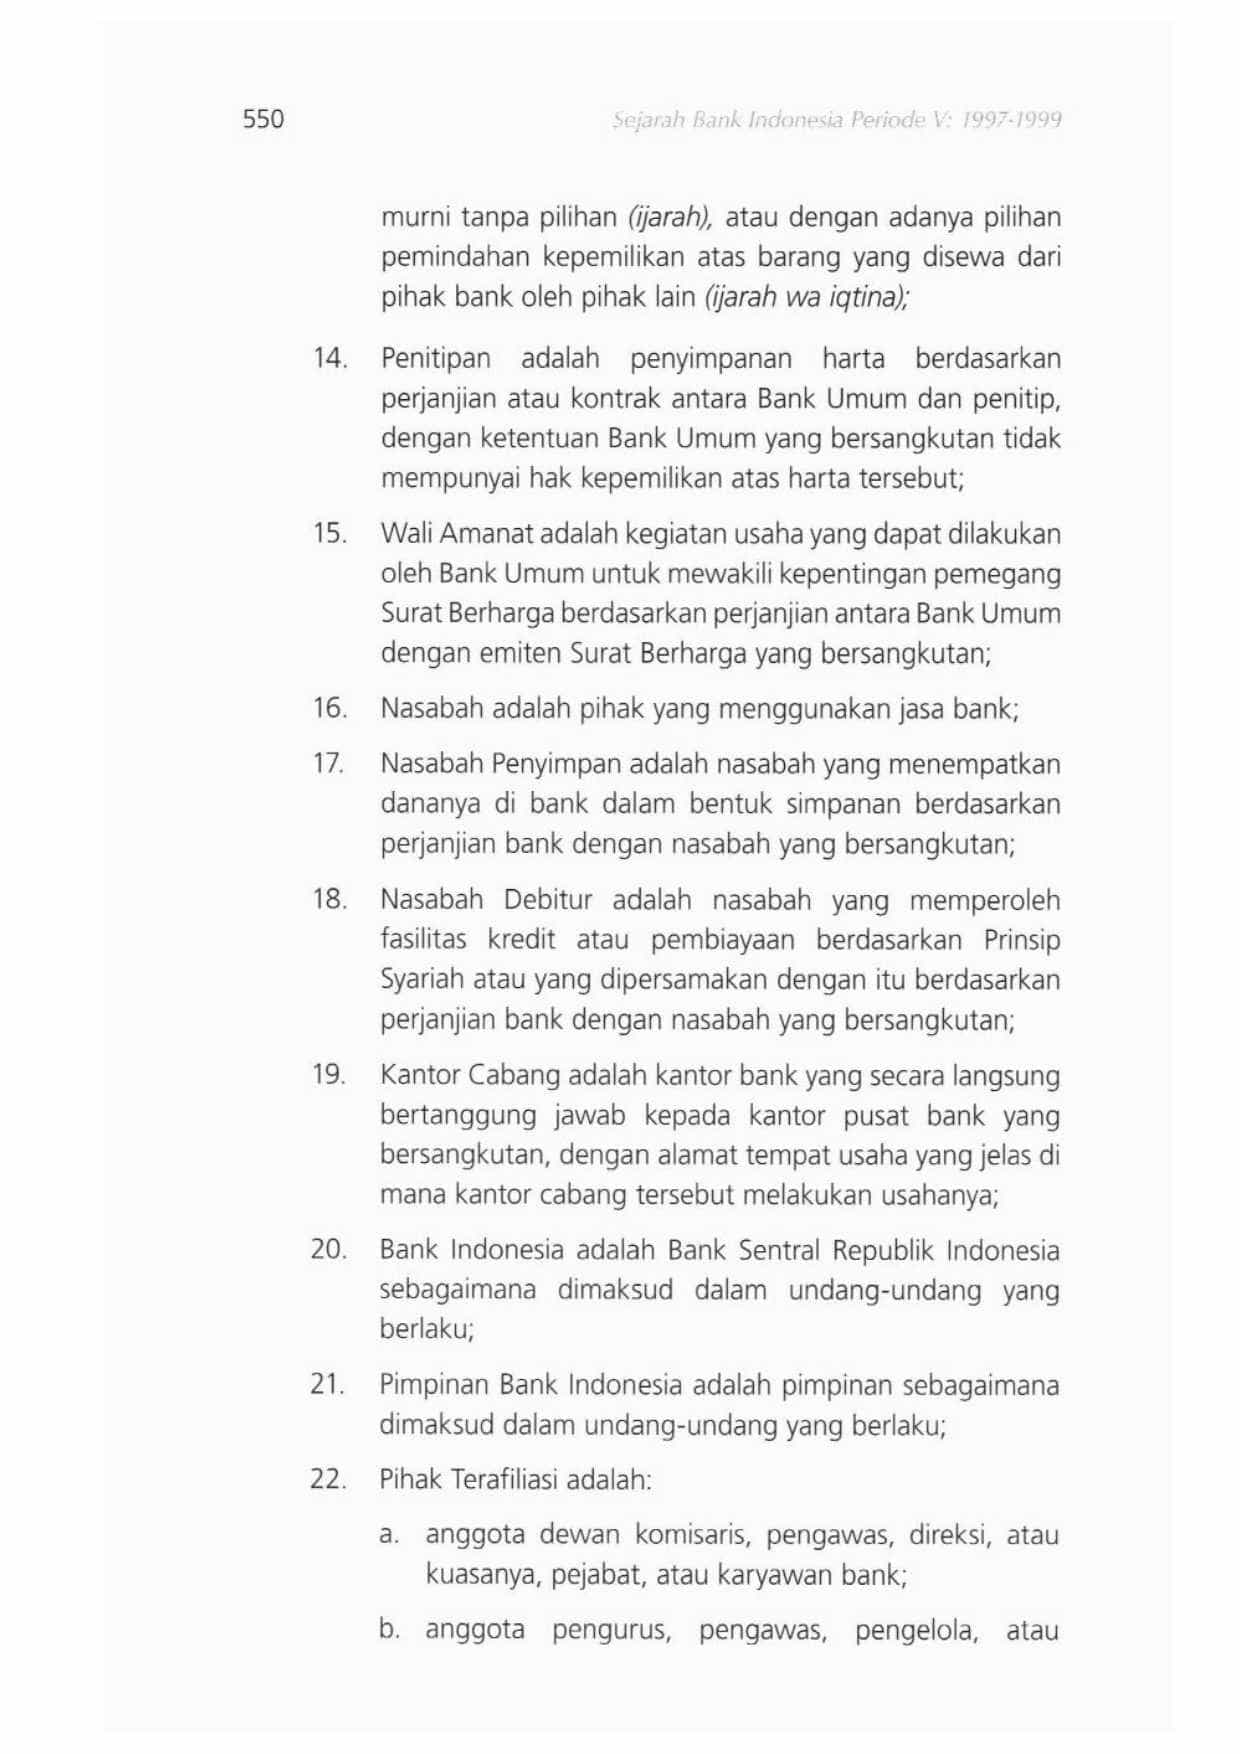 550
Sejarah Bank Indonesia Periode V: 1997-1999
murni tanpa pilihan (ijarah), atau dengan adanya pilihan
pemindahan kepemilikan atas barang yang disewa dari
pihak bank oleh pihak lain (ijarah wa iqtina);
14. Penitipan adalah penyimpanan harta berdasarkan
perjanjian atau kontrak antara Bank Umum dan penitip,
dengan ketentuan Bank Umum yang bersangkutan tidak
mempunyai hak kepemilikan atas harta tersebut;
15. Wali Amanat adalah kegiatan usaha yang dapat dilakukan
oleh Bank Umum untuk mewakili kepentingan pemegang
Surat Berharga berdasarkan perjanjian antara Bank Umum
dengan emiten Surat Berharga yang bersangkutan;
16. Nasabah adalah pihak yang menggunakan jasa bank;
17. Nasabah Penyimpan adalah nasabah yang menempatkan
dananya di bank dalam bentuk simpanan berdasarkan
perjanjian bank dengan nasabah yang bersangkutan;
18. Nasabah Debitur adalah nasabah yang memperoleh
fasilitas kredit atau pembiayaan berdasarkan Prinsip
Syariah atau yang dipersamakan dengan itu berdasarkan
perjanjian bank dengan nasabah yang bersangkutan;
19. Kantor Cabang adalah kantor bank yang secara langsung
bertanggung jawab kepada kantor pusat bank yang
bersangkutan, dengan alamat tempat usaha yang jelas di
mana kantor cabang tersebut melakukan usahanya;
20. Bank Indonesia adalah Bank Sentral Republik Indonesia
sebagaimana dimaksud dalam undang-undang yang
berlaku;
21. Pimpinan Bank Indonesia adalah pimpinan sebagaimana
dimaksud dalam undang-undang yang berlaku;
22. Pihak Terafiliasi adalah:
a. anggota dewan komisaris, pengawas, direksi, atau
kuasanya, pejabat, atau karyawan bank;
b. anggota pengurus, pengawas, pengelola, atau